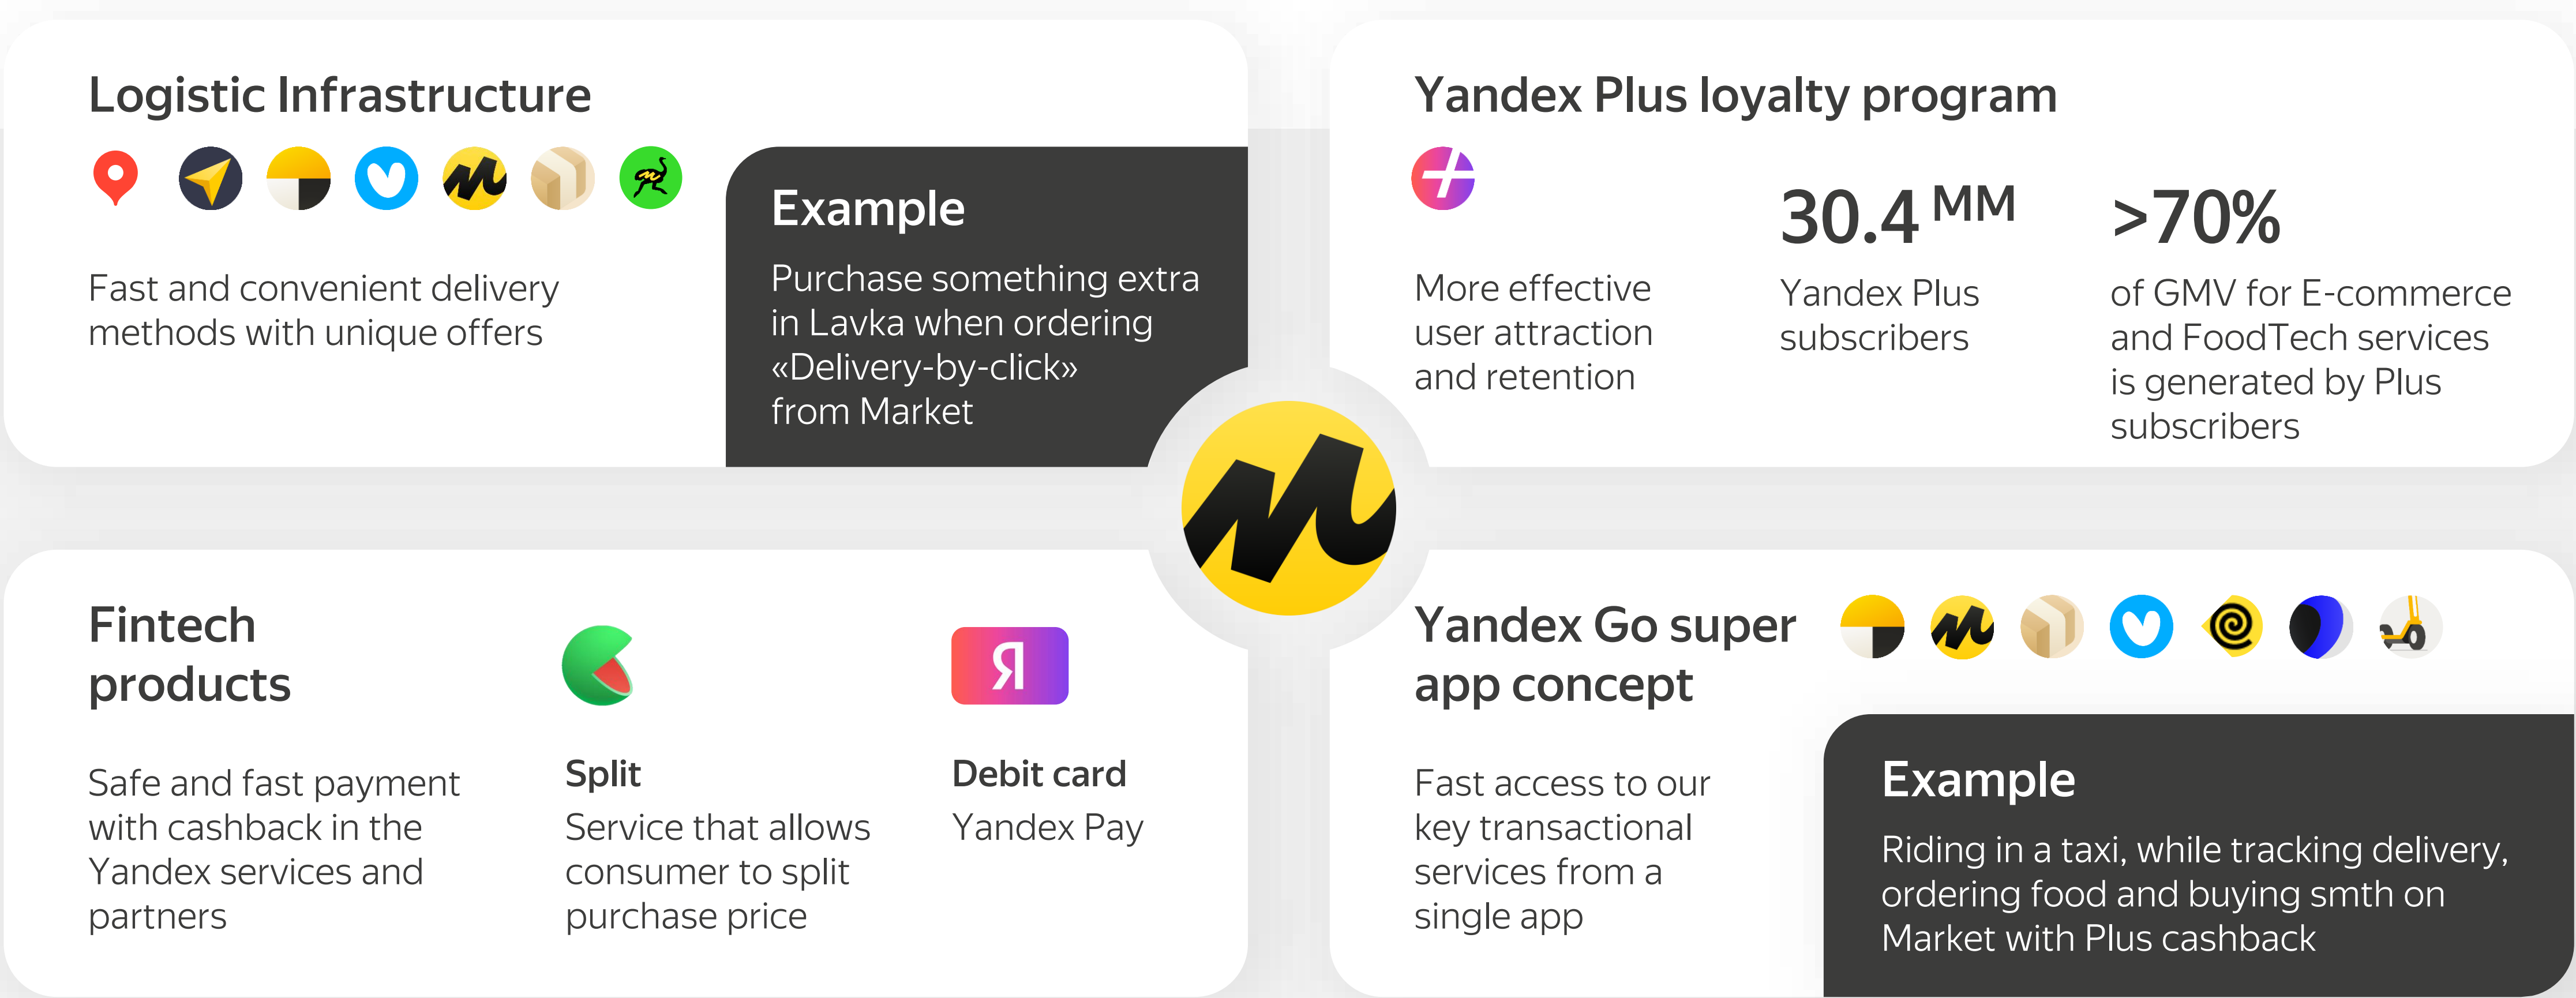 Logistic Infrastructure
Fast and convenient delivery
methods with unique offers
Example
Purchase something extra
in Lavka when ordering
«Delivery-by-click»
from Market
Yandex Plus loyalty program
More effective
user attraction
and retention
30.4 MM
Yandex Plus
subscribers
>70%
of GMV for E-commerce
and FoodTech services
is generated by Plus
subscribers
Fintech
products
Safe and fast payment
with cashback in the
Yandex services and
partners
Split
Service that allows
consumer to split
purchase price
Я
Debit card
Yandex Pay
Yandex Go super
app concept
Fast access to our
key transactional
services from a
single app
Example
Riding in a taxi, while tracking delivery,
ordering food and buying smth on
Market with Plus cashback